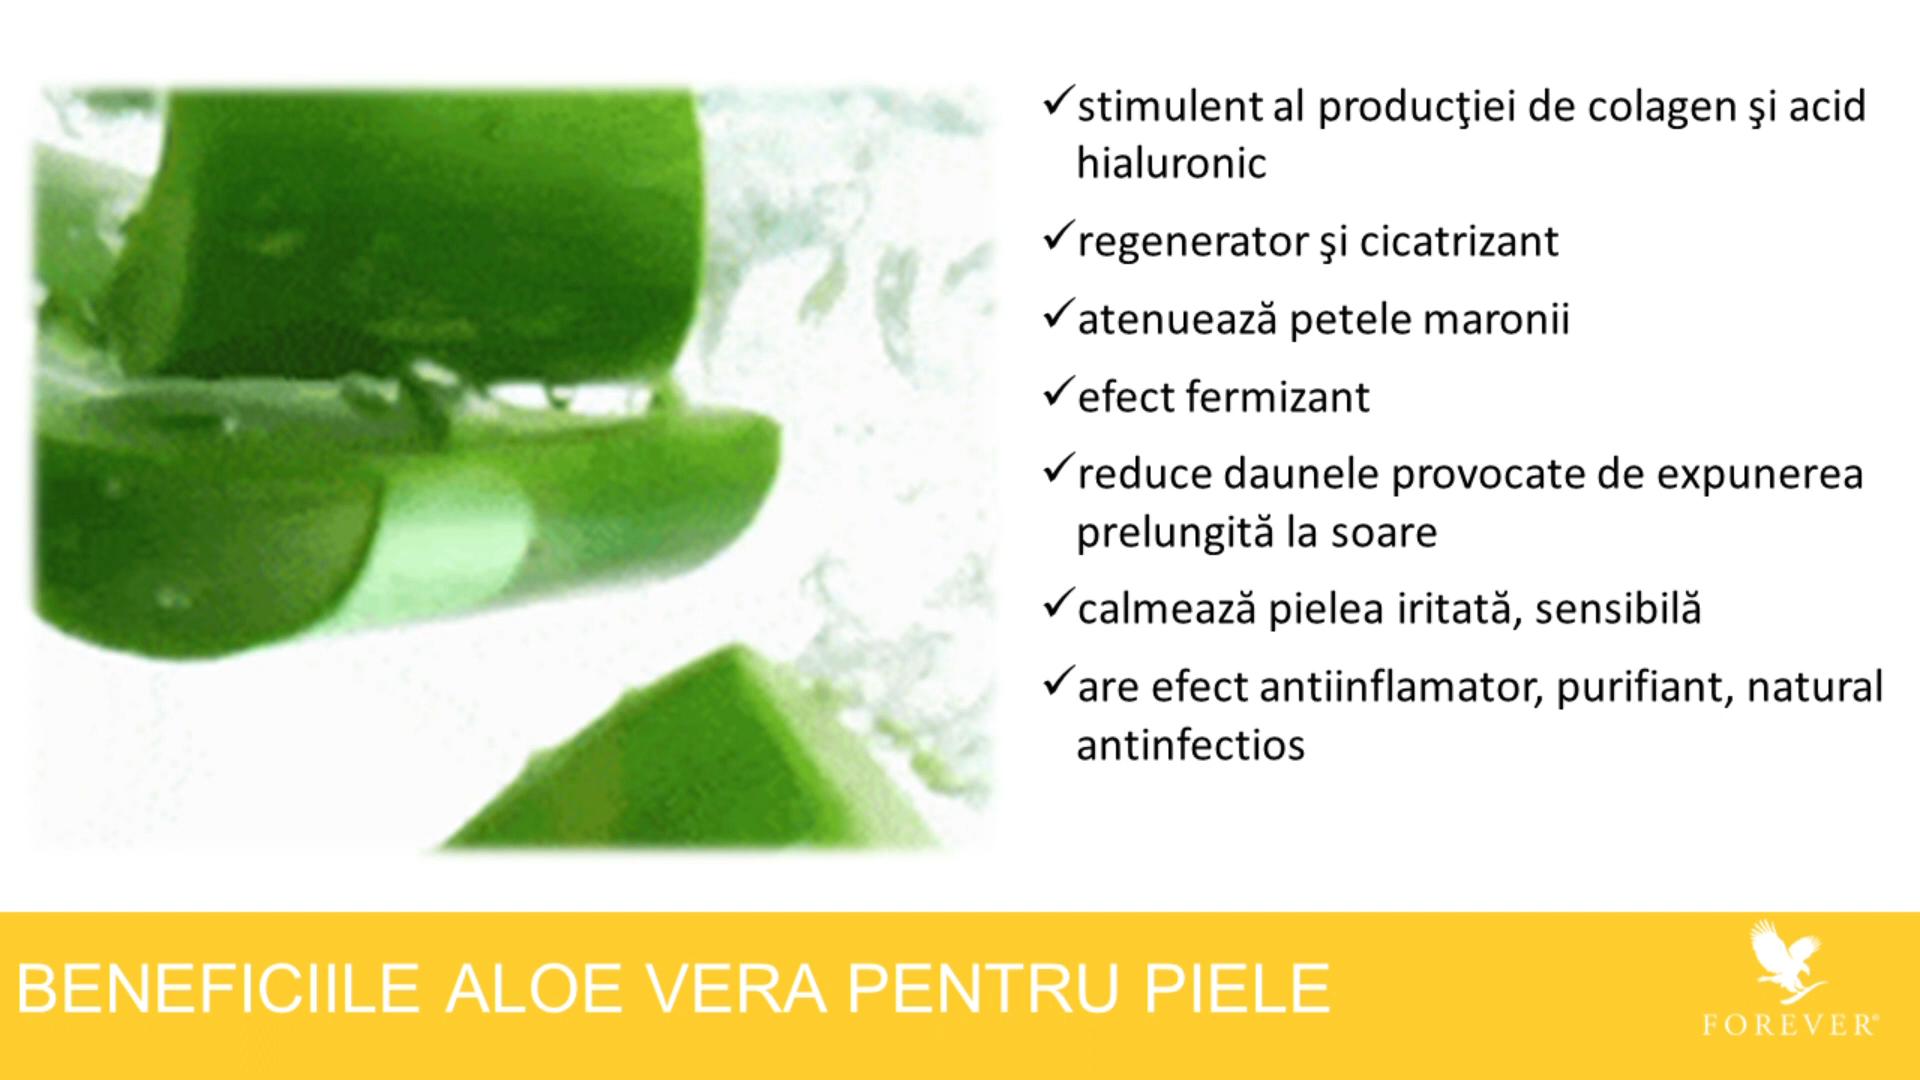 ✓stimulent al producţiei de colagen şi acid
hialuronic
✓regenerator şi cicatrizant
✓atenuează petele maronii
✓efect fermizant
✓reduce daunele provocate de expunerea
prelungită la soare
✓calmează pielea iritată, sensibilă
✓are efect antiinflamator, purifiant, natural
antinfectios
BENEFICIILE ALOE VERA PENTRU PIELE
FOREVER®